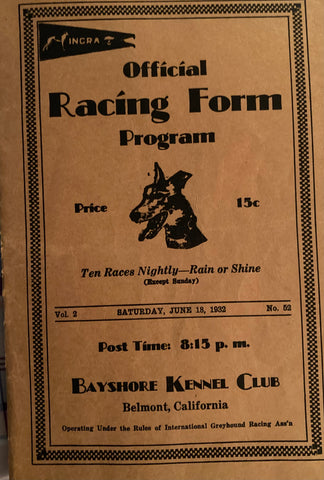 INGRA
Official
Racing Form
Program
Price 15c
Ten Races Nightly—Rain or Shine
(Except Sunday)
Vol. 2 SATURDAY, JUNE 18, 1932 No. 52
Post Time: 8:15 p. m.
BAYSHORE KENNEL CLUB
Belmont, California
Operating Under the Rules of International Greyhound Racing Ass'n